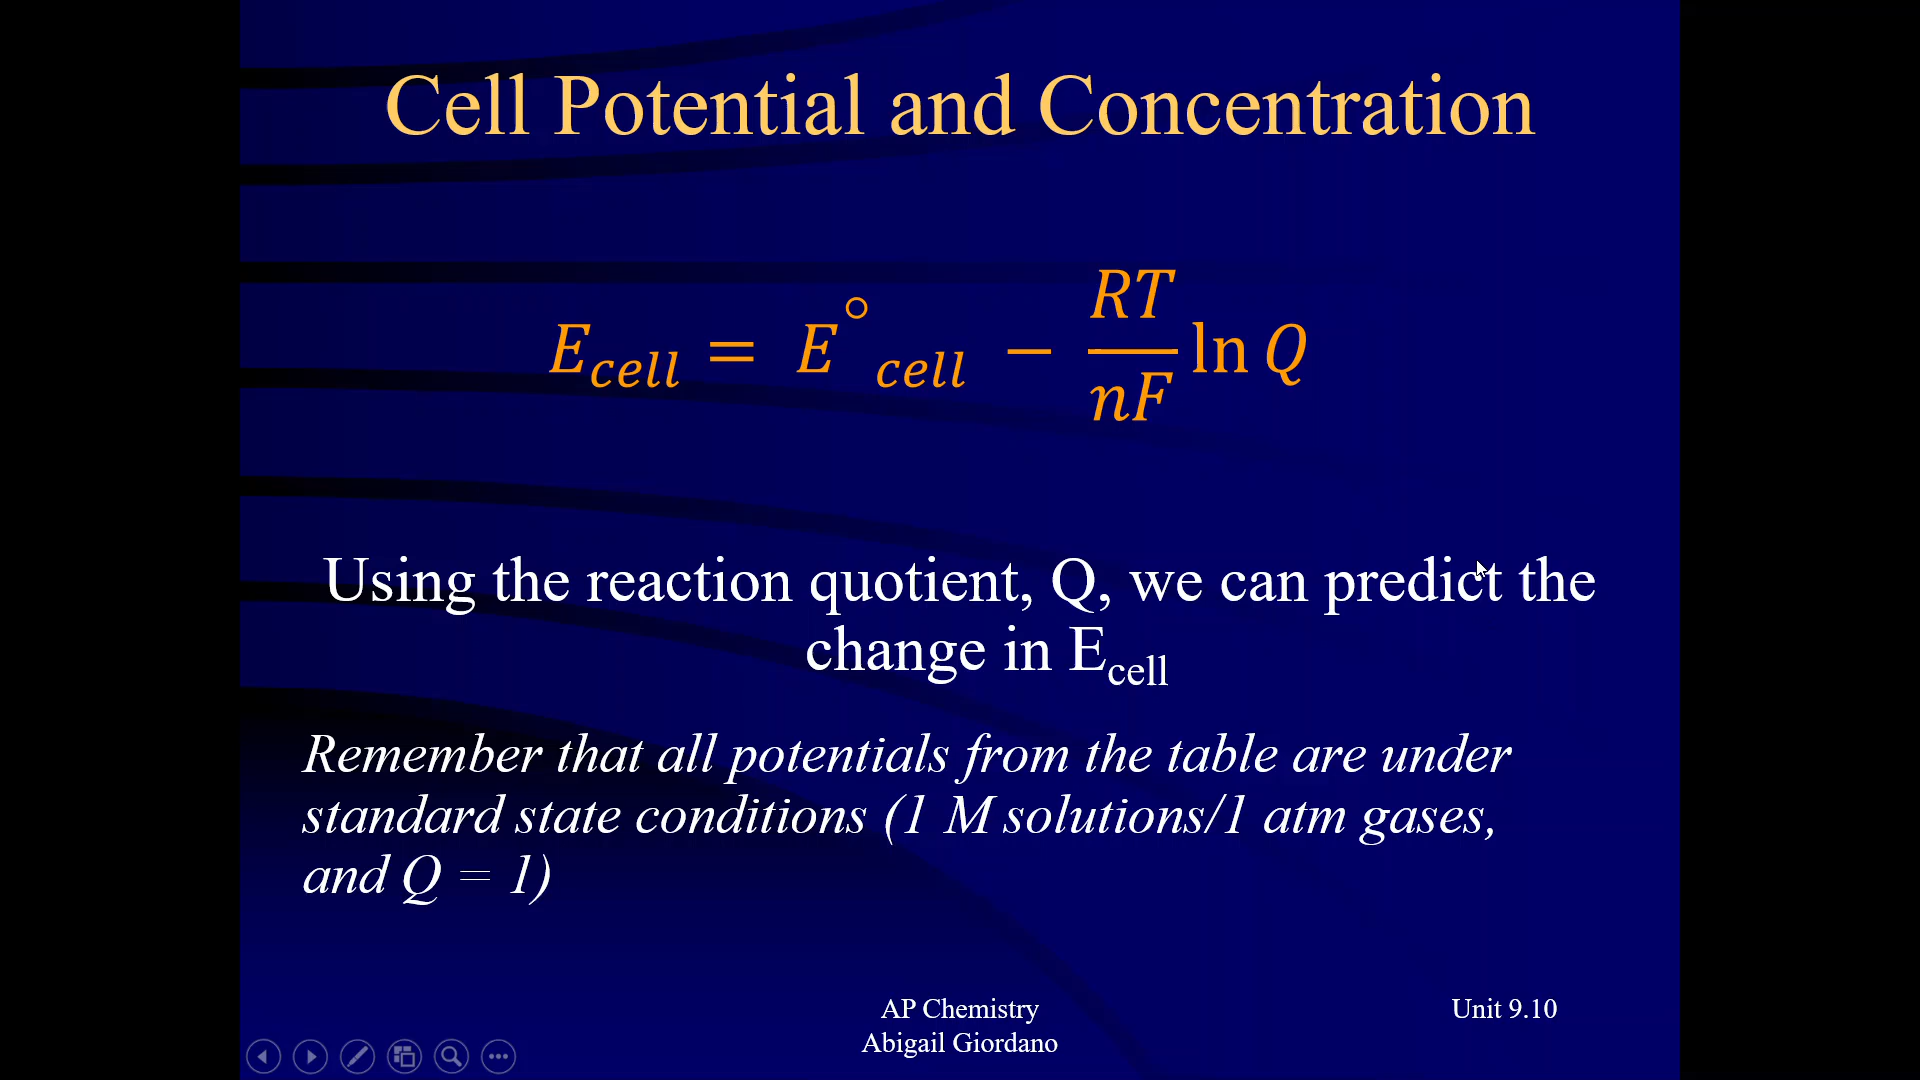 Cell Potential and Concentration
E_cell = E°_cell − RT/nF ln Q
Using the reaction quotient, Q, we can predict the
change in E_cell
Remember that all potentials from the table are under
standard state conditions (1 M solutions/1 atm gases,
and Q = 1)
AP Chemistry
Abigail Giordano
Unit 9.10